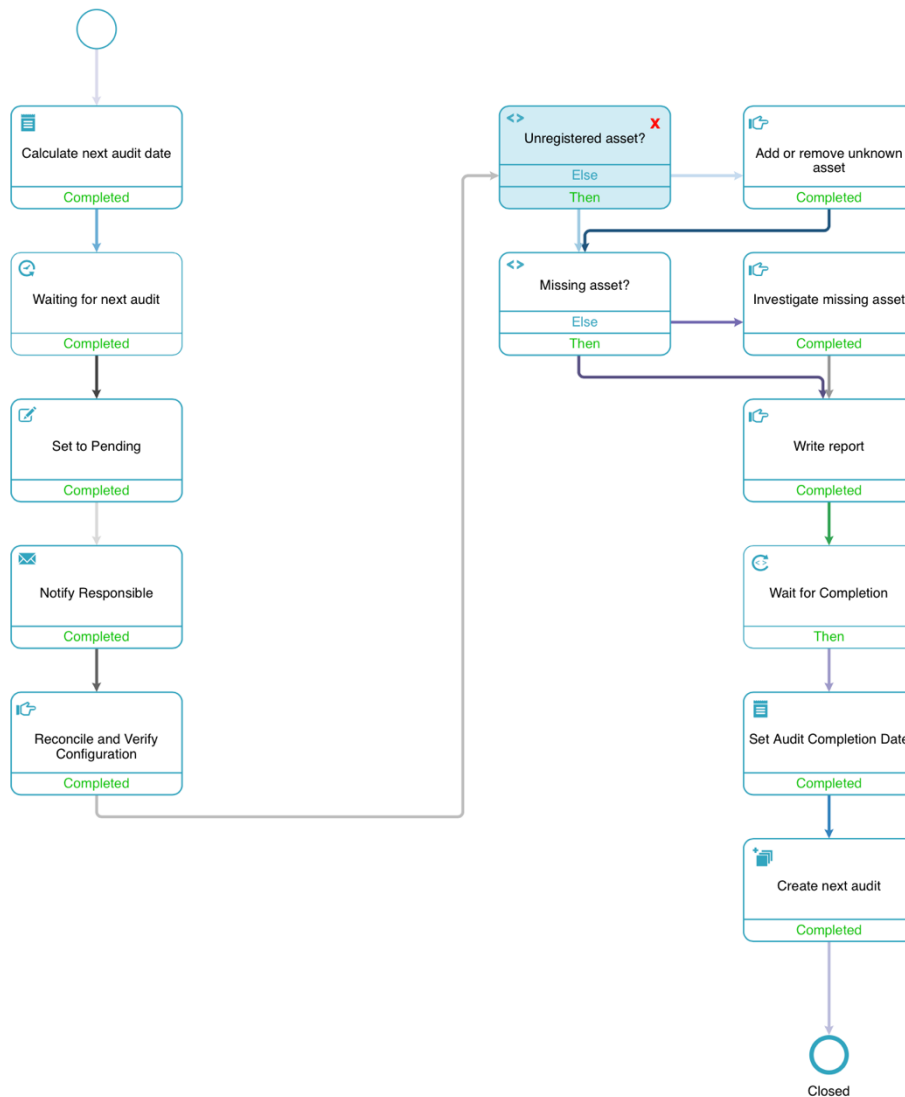 Calculate next audit date
Completed
Waiting for next audit
Completed
Set to Pending
Completed
Notify Responsible
Completed
Reconcile and Verify
Configuration
Completed
<>
X
Unregistered asset?
Else
Then
Add or remove unknown
asset
Completed
<>
Missing asset?
Else
Then
Investigate missing asset
Completed
Write report
Completed
Wait for Completion
Then
Set Audit Completion Date
Completed
Create next audit
Completed
Closed